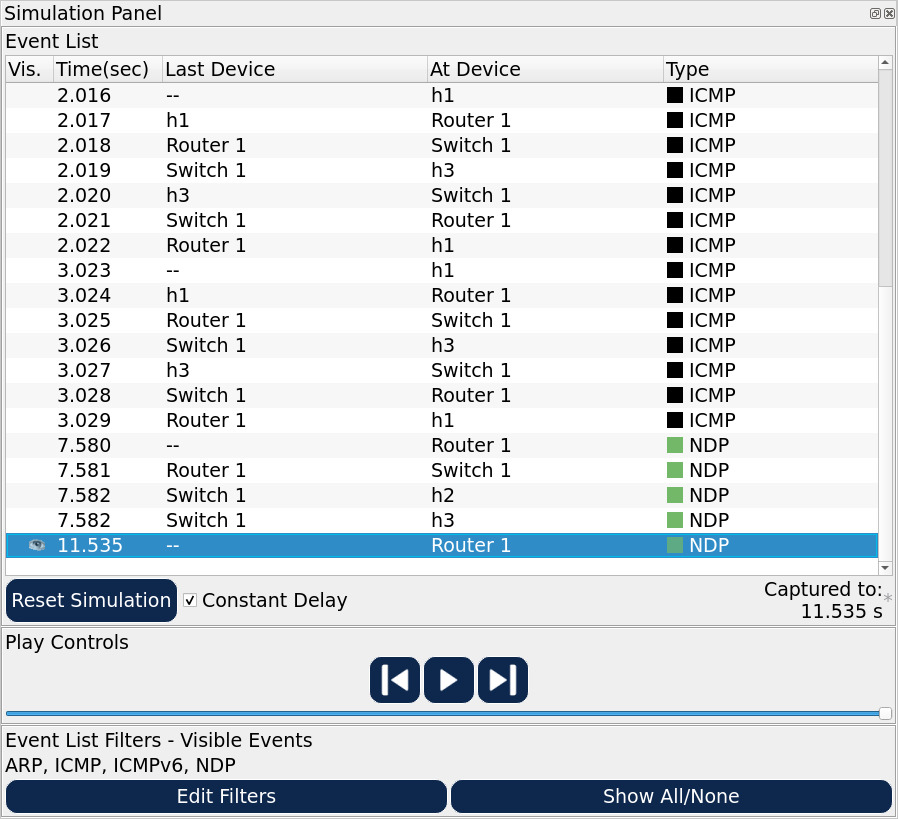 Simulation Panel
Event List
Vis. Time(sec) Last Device At Device Type
2.016 -- h1 ICMP
2.017 h1 Router 1 ICMP
2.018 Router 1 Switch 1 ICMP
2.019 Switch 1 h3 ICMP
2.020 h3 Switch 1 ICMP
2.021 Switch 1 Router 1 ICMP
2.022 Router 1 h1 ICMP
3.023 -- h1 ICMP
3.024 h1 Router 1 ICMP
3.025 Router 1 Switch 1 ICMP
3.026 Switch 1 h3 ICMP
3.027 h3 Switch 1 ICMP
3.028 Switch 1 Router 1 ICMP
3.029 Router 1 h1 ICMP
7.580 -- Router 1 NDP
7.581 Router 1 Switch 1 NDP
7.582 Switch 1 h2 NDP
7.582 Switch 1 h3 NDP
11.535 -- Router 1 NDP
Reset Simulation Constant Delay Captured to: *
11.535 s
Play Controls
Event List Filters - Visible Events
ARP, ICMP, ICMPv6, NDP
Edit Filters Show All/None